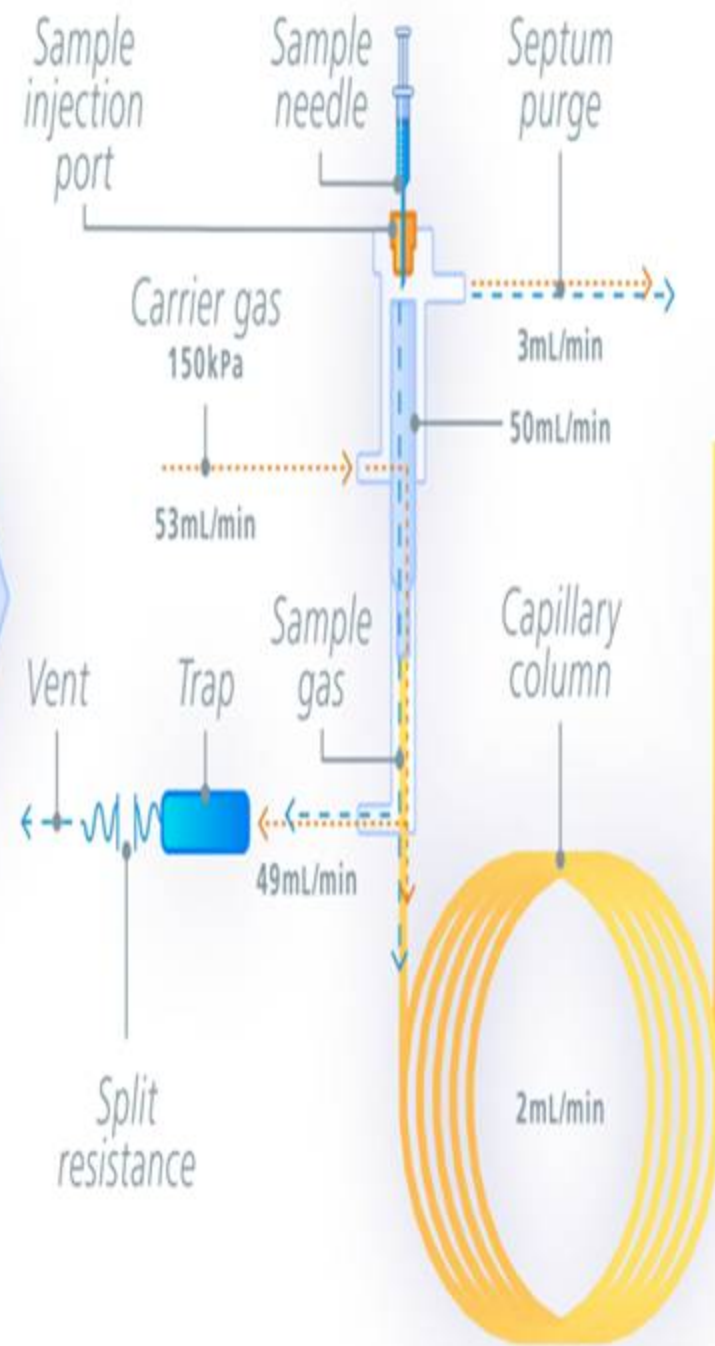 Sample
injection
port
Sample
needle
Septum
purge
Carrier gas
150kPa
3mL/min
50mL/min
53mL/min
Sample
gas
Capillary
column
Vent
Trap
49mL/min
Split
resistance
2mL/min